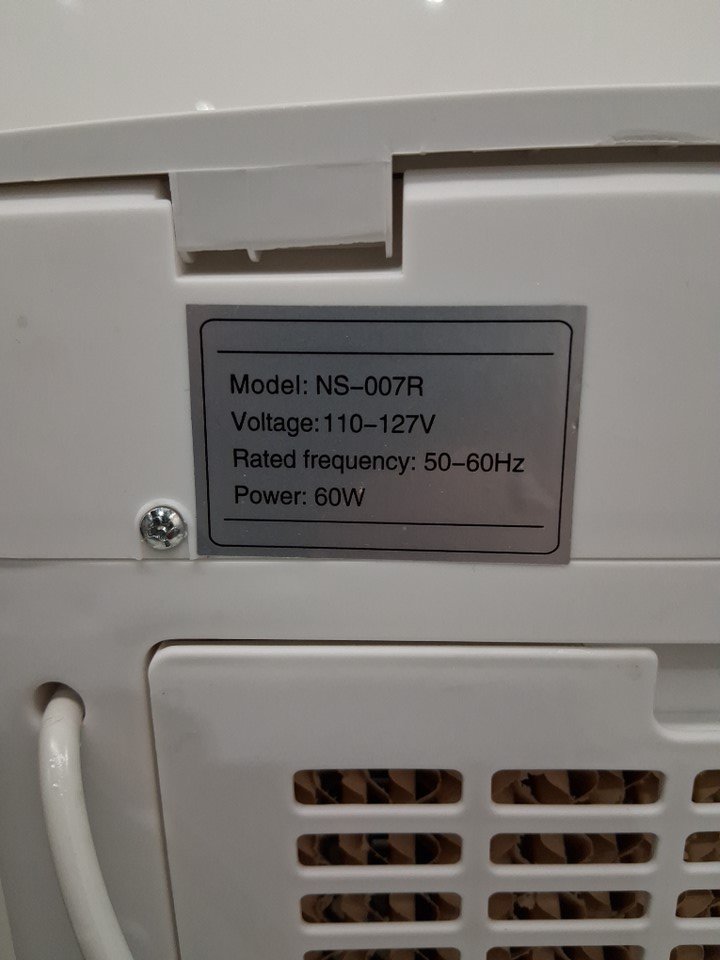 Model: NS-007R
Voltage: 110-127V
Rated frequency: 50-60Hz
Power: 60W